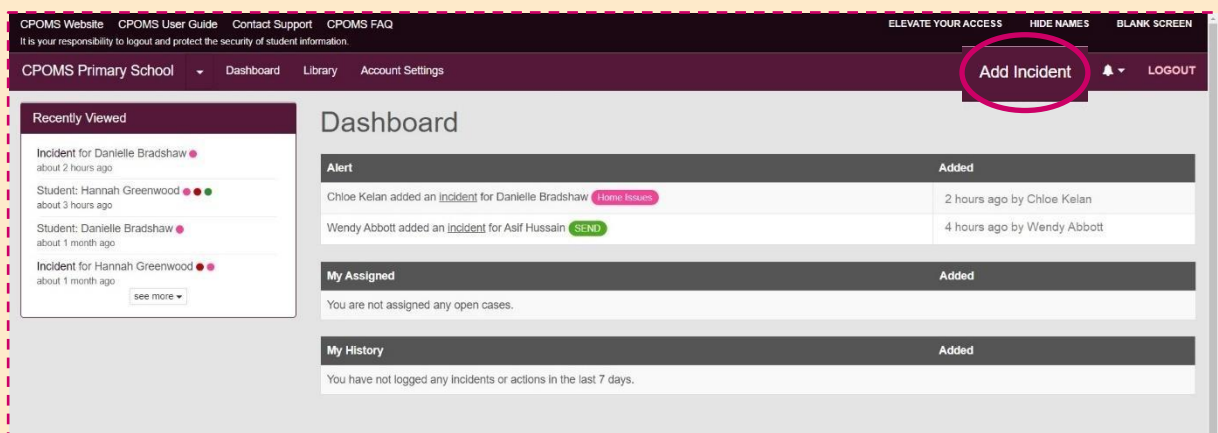 CPOMS Website CPOMS User Guide Contact Support CPOMS FAQ ELEVATE YOUR ACCESS HIDE NAMES BLANK SCREEN
It is your responsibility to logout and protect the security of student information.
CPOMS Primary School Dashboard Library Account Settings Add Incident LOGOUT
Recently Viewed
Incident for Danielle Bradshaw
about 2 hours ago
Student: Hannah Greenwood
about 3 hours ago
Student: Danielle Bradshaw
about 1 month ago
Incident for Hannah Greenwood
about 1 month ago
see more
Dashboard
Alert Added
Chloe Kelan added an incident for Danielle Bradshaw Home Issues 2 hours ago by Chloe Kelan
Wendy Abbott added an incident for Asif Hussain SEND 4 hours ago by Wendy Abbott
My Assigned Added
You are not assigned any open cases.
My History Added
You have not logged any incidents or actions in the last 7 days.